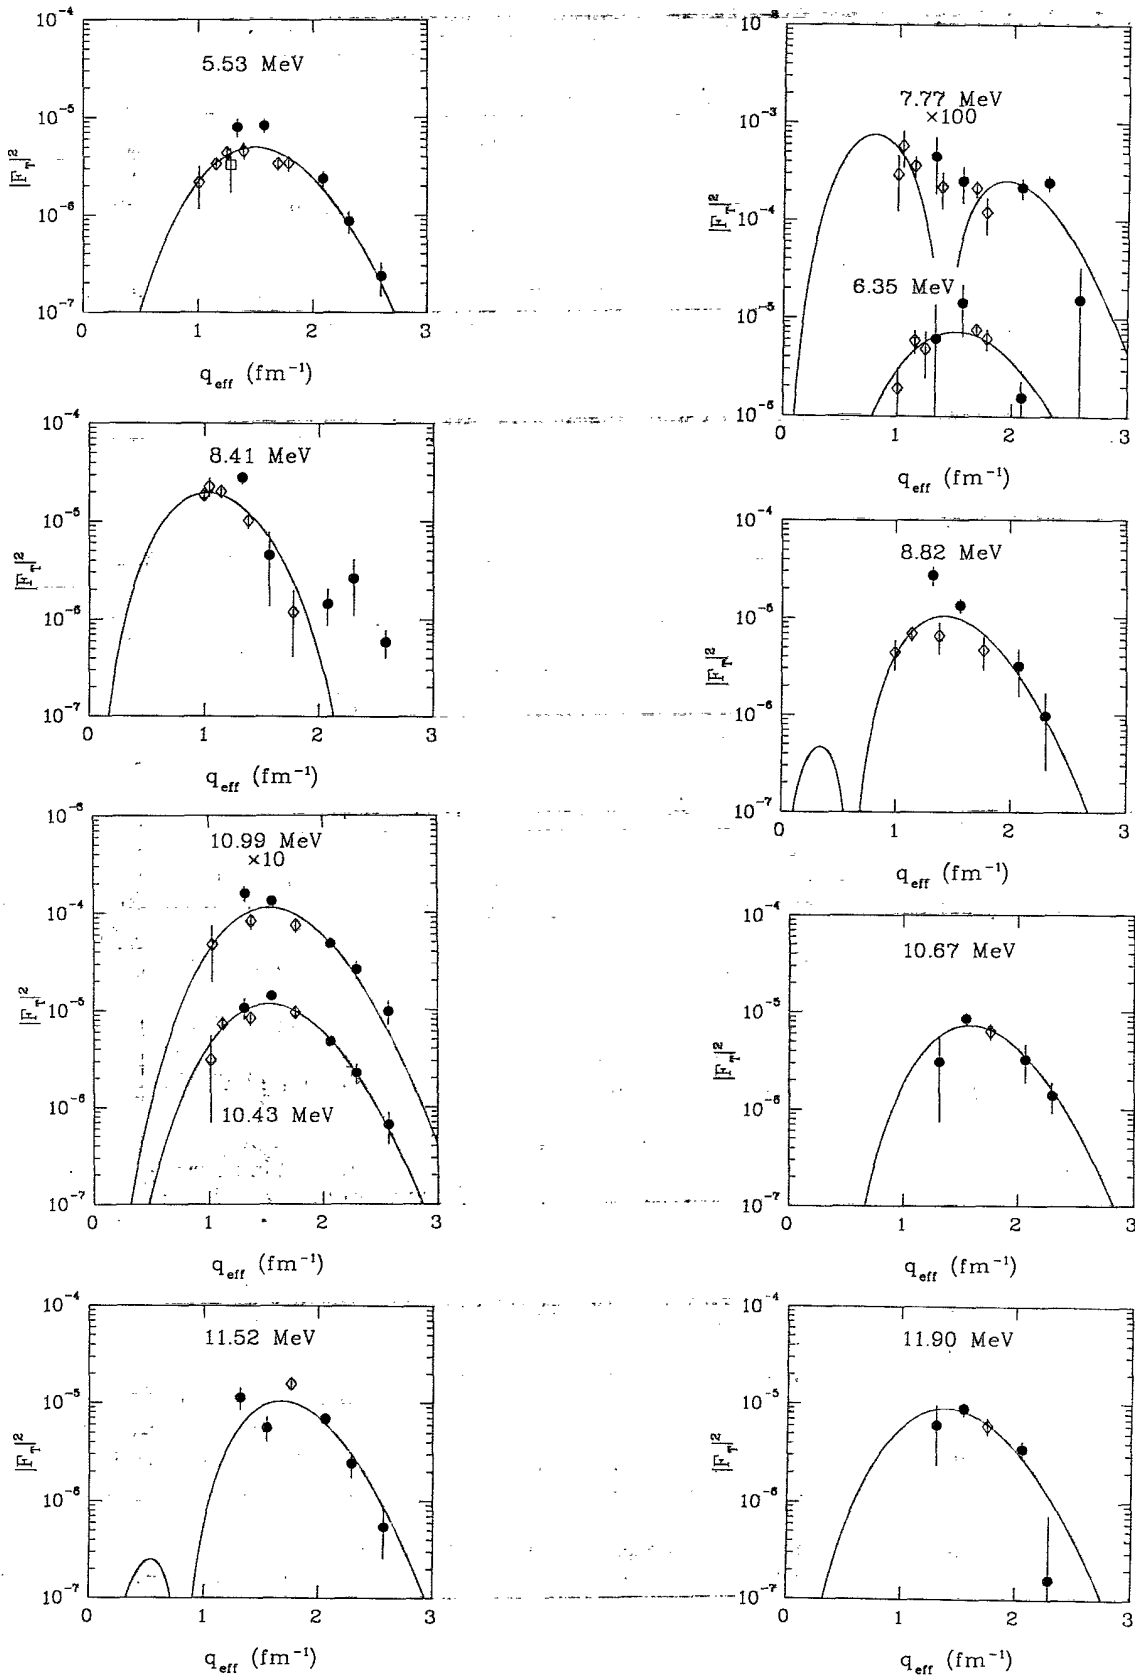 10⁻⁴
5.53 MeV
10⁻⁵
|F_T|²
10⁻⁶
10⁻⁷
0 1 2 3
q_eff (fm⁻¹)
7.77 MeV
×100
10⁻³
|F_T|²
10⁻⁴
6.35 MeV
10⁻⁵
0 1 2 3
q_eff (fm⁻¹)
10⁻⁴
8.41 MeV
10⁻⁵
|F_T|²
10⁻⁶
10⁻⁷
0 1 2 3
q_eff (fm⁻¹)
10⁻⁴
8.82 MeV
10⁻⁵
|F_T|²
10⁻⁶
10⁻⁷
0 1 2 3
q_eff (fm⁻¹)
10.99 MeV
×10
10⁻⁴
10⁻⁵
|F_T|²
10.43 MeV
10⁻⁶
10⁻⁷
0 1 2 3
q_eff (fm⁻¹)
10⁻⁴
10.67 MeV
10⁻⁵
|F_T|²
10⁻⁶
10⁻⁷
0 1 2 3
q_eff (fm⁻¹)
10⁻⁴
11.52 MeV
10⁻⁵
|F_T|²
10⁻⁶
10⁻⁷
0 1 2 3
q_eff (fm⁻¹)
10⁻⁴
11.90 MeV
10⁻⁵
|F_T|²
10⁻⁶
10⁻⁷
0 1 2 3
q_eff (fm⁻¹)